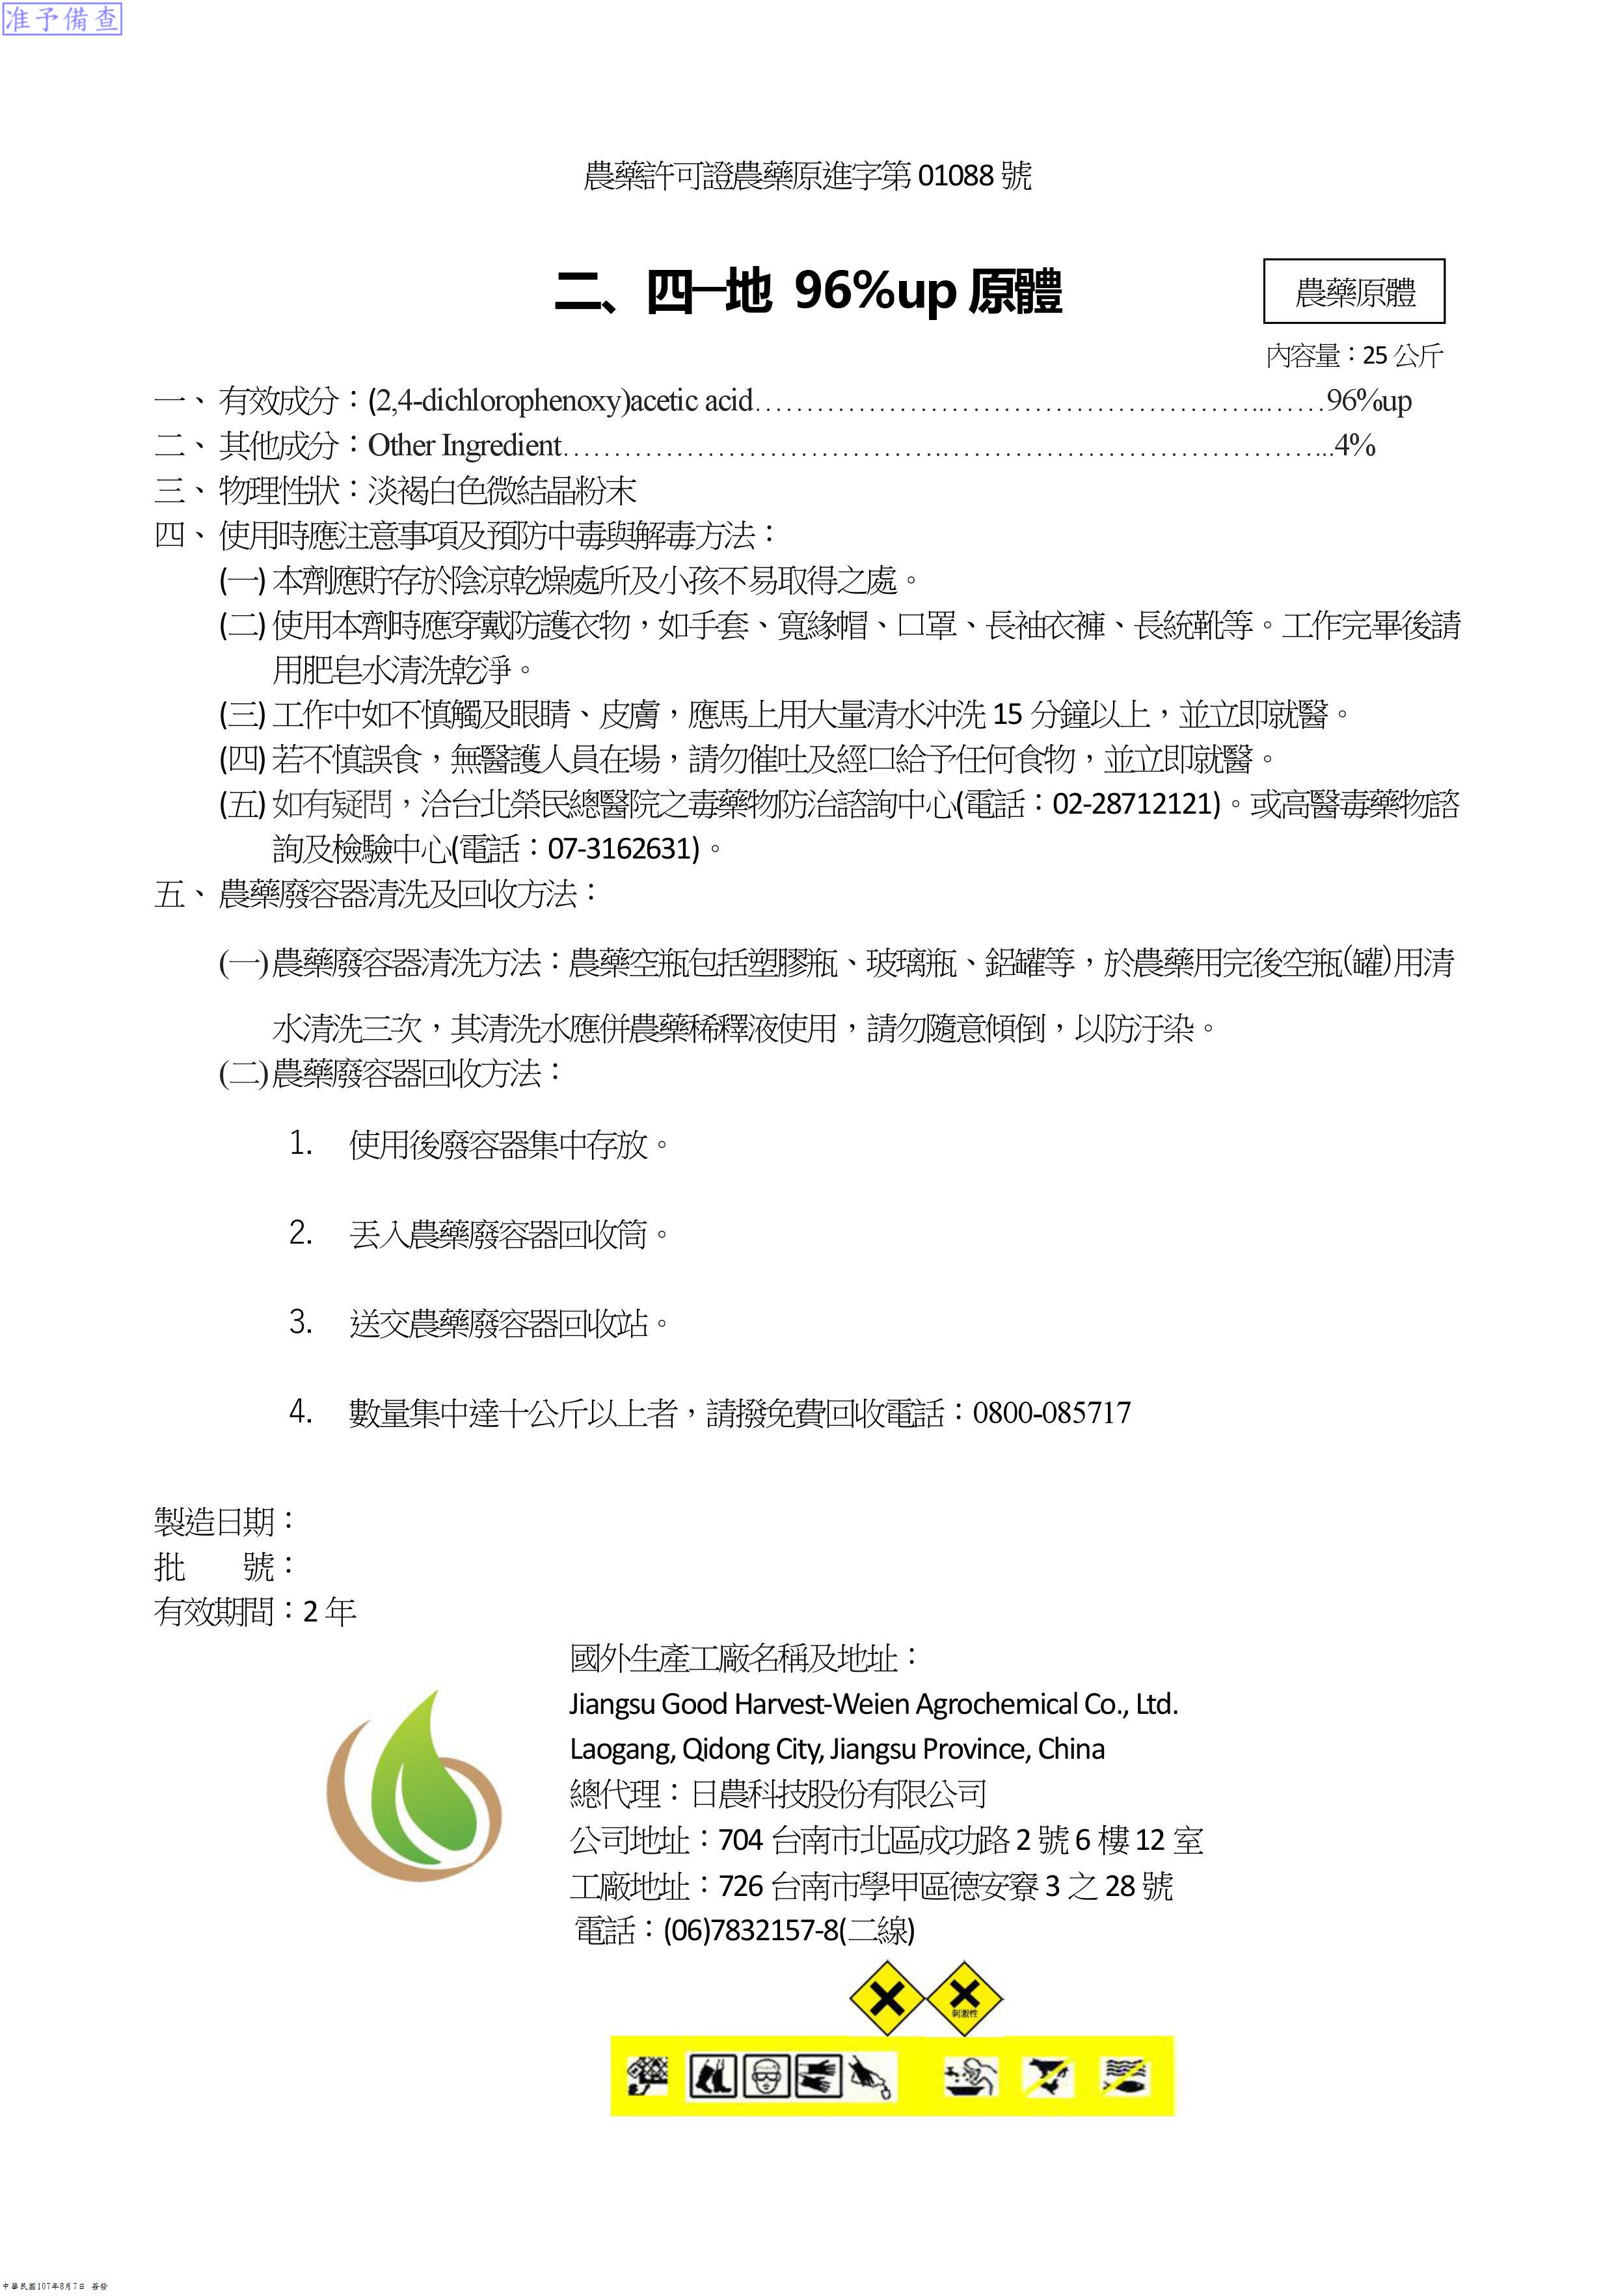 准予備查
農藥許可證農藥原進字第 01088 號
二、四一地 96%up 原體
農藥原體
內容量：25 公斤
一、 有效成分：(2,4-dichlorophenoxy)acetic acid…………………………………………..……96%up
二、 其他成分：Other Ingredient……………………………….………………………………...4%
三、 物理性狀：淡褐白色微結晶粉末
四、 使用時應注意事項及預防中毒與解毒方法：
(一) 本劑應貯存於陰涼乾燥處所及小孩不易取得之處。
(二) 使用本劑時應穿戴防護衣物，如手套、寬緣帽、口罩、長袖衣褲、長統靴等。工作完畢後請
用肥皂水清洗乾淨。
(三) 工作中如不慎觸及眼睛、皮膚，應馬上用大量清水沖洗 15 分鐘以上，並立即就醫。
(四) 若不慎誤食，無醫護人員在場，請勿催吐及經口給予任何食物，並立即就醫。
(五) 如有疑問，洽台北榮民總醫院之毒藥物防治諮詢中心(電話：02-28712121)。或高醫毒藥物諮
詢及檢驗中心(電話：07-3162631)。
五、 農藥廢容器清洗及回收方法：
(一)農藥廢容器清洗方法：農藥空瓶包括塑膠瓶、玻璃瓶、鋁罐等，於農藥用完後空瓶(罐)用清
水清洗三次，其清洗水應併農藥稀釋液使用，請勿隨意傾倒，以防汙染。
(二)農藥廢容器回收方法：
1. 使用後廢容器集中存放。
2. 丟入農藥廢容器回收筒。
3. 送交農藥廢容器回收站。
4. 數量集中達十公斤以上者，請撥免費回收電話：0800-085717
製造日期：
批　　號：
有效期間：2 年
國外生產工廠名稱及地址：
Jiangsu Good Harvest-Weien Agrochemical Co., Ltd.
Laogang, Qidong City, Jiangsu Province, China
總代理：日農科技股份有限公司
公司地址：704 台南市北區成功路 2 號 6 樓 12 室
工廠地址：726 台南市學甲區德安寮 3 之 28 號
電話：(06)7832157-8(二線)
刺激性
中華民國107年8月7日 簽發